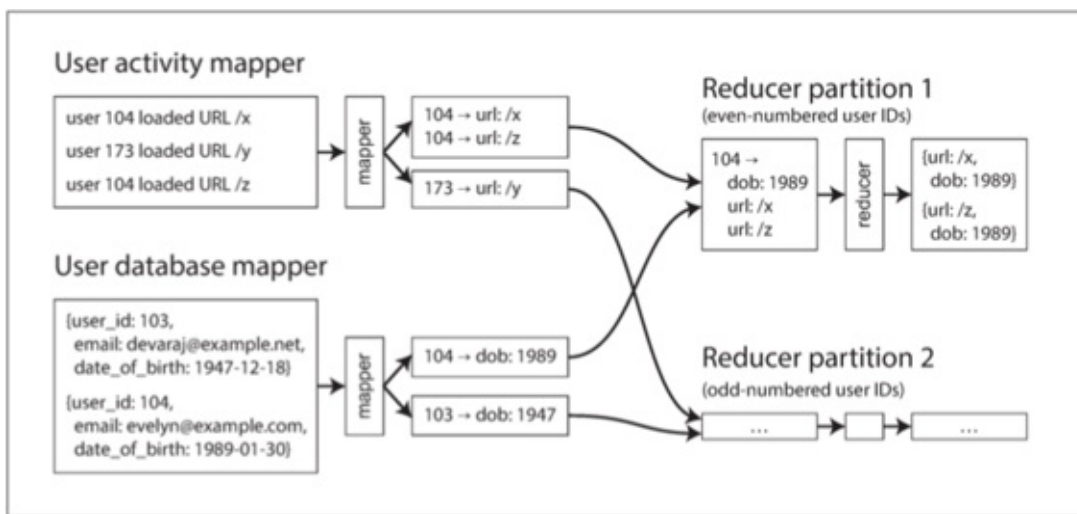 User activity mapper
user 104 loaded URL /x
user 173 loaded URL /y
user 104 loaded URL /z
mapper
104 → url: /x
104 → url: /z
173 → url: /y
User database mapper
{user_id: 103,
email: devaraj@example.net,
date_of_birth: 1947-12-18}
{user_id: 104,
email: evelyn@example.com,
date_of_birth: 1989-01-30}
mapper
104 → dob: 1989
103 → dob: 1947
Reducer partition 1
(even-numbered user IDs)
104 →
dob: 1989
url: /x
url: /z
reducer
{url: /x,
dob: 1989}
{url: /z,
dob: 1989}
Reducer partition 2
(odd-numbered user IDs)
...
...